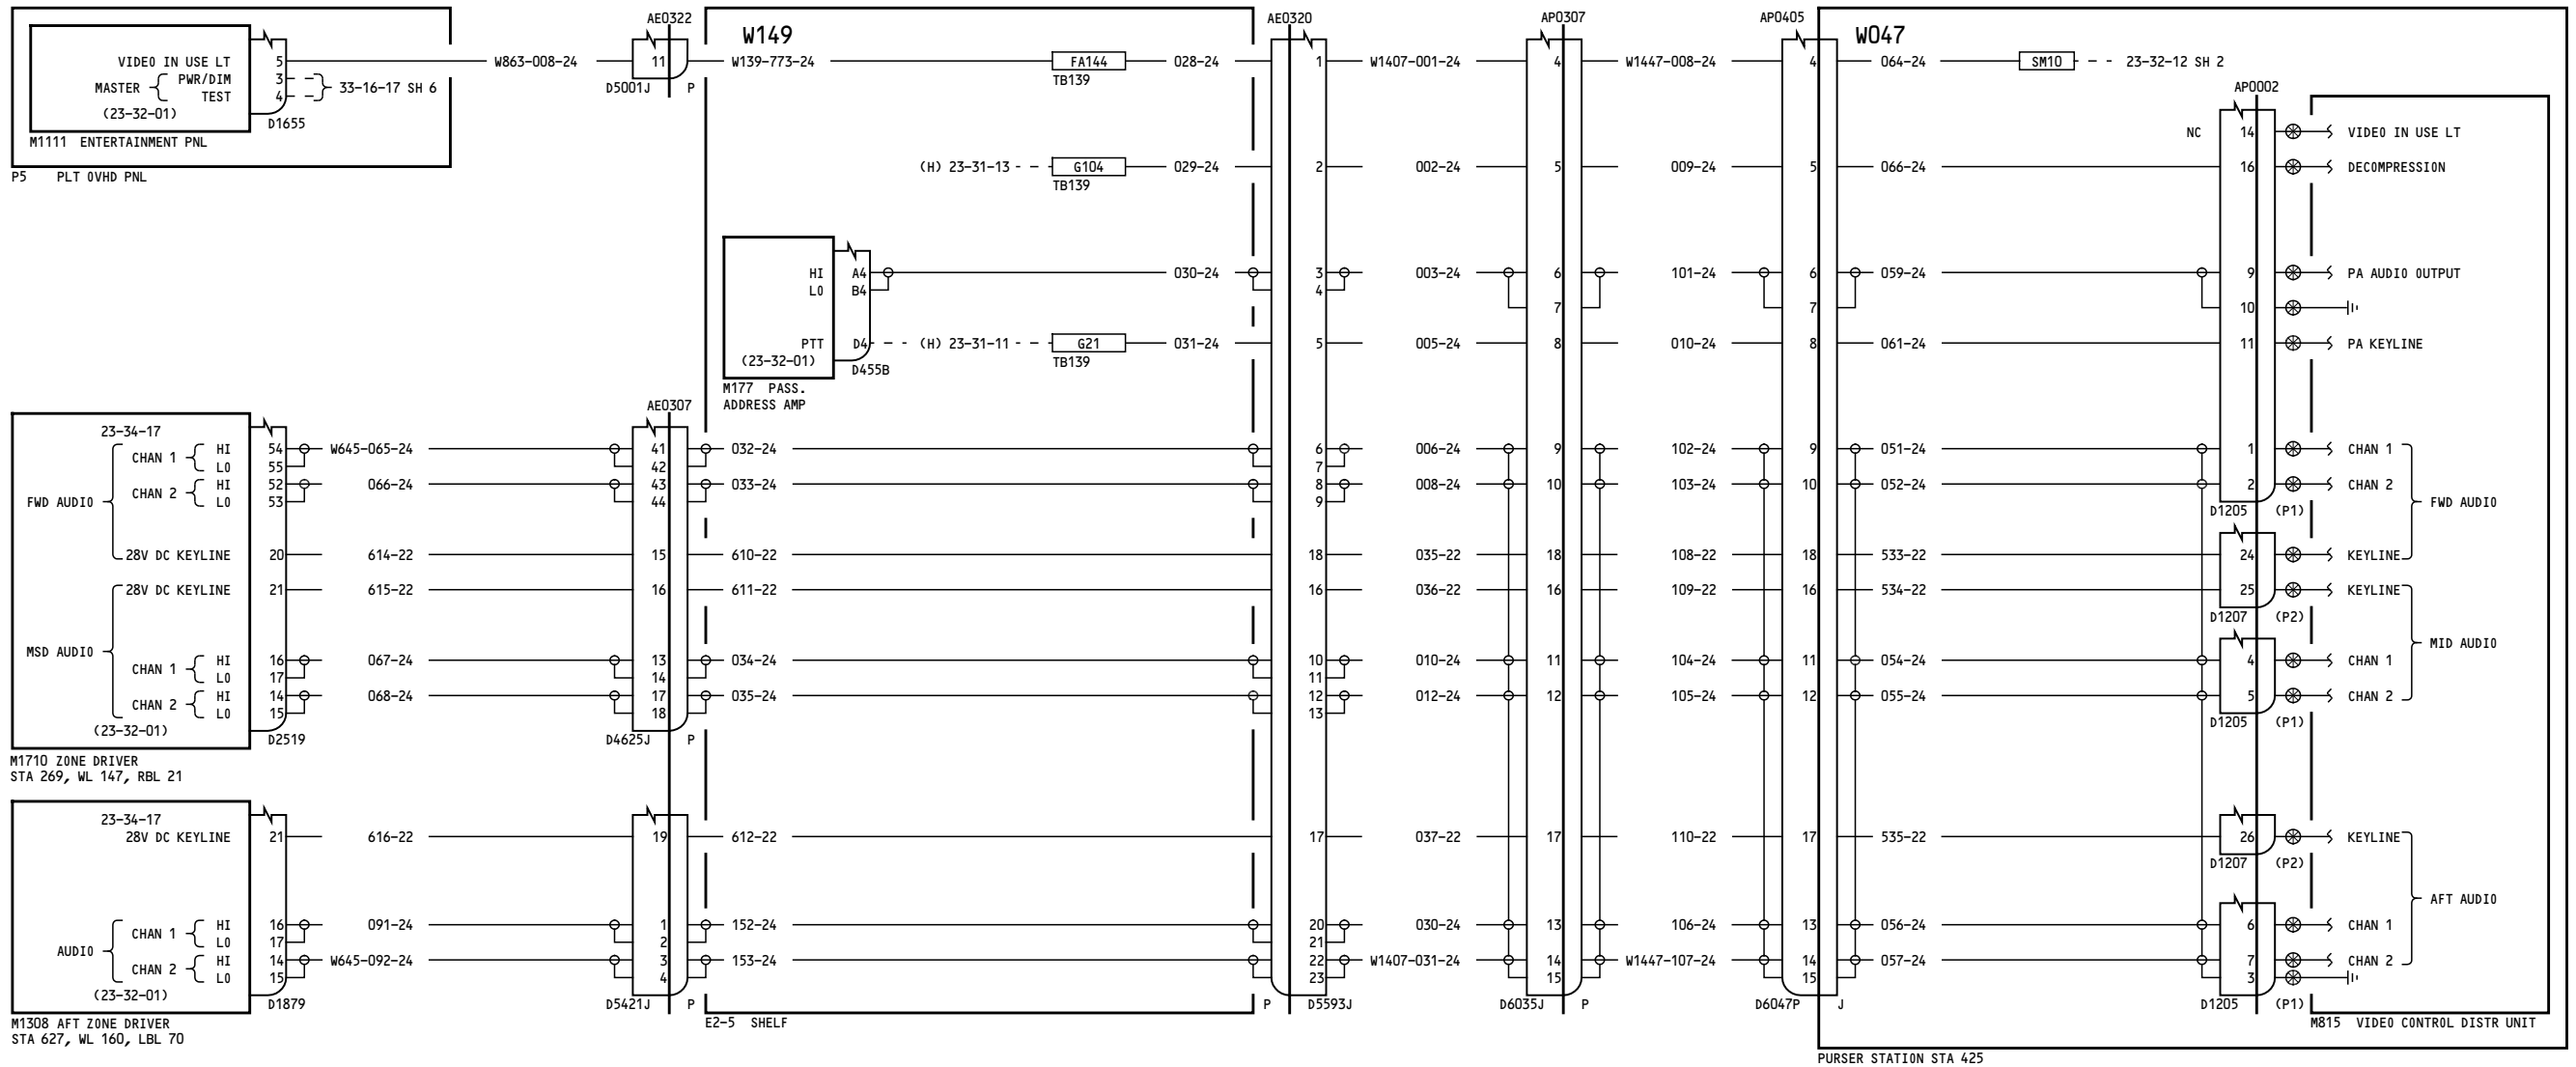 AE0322
AE0320
AP0307
AP0405
W149
W047
VIDEO IN USE LT 5 W863-008-24 11 W139-773-24 FA144 028-24 1 W1407-001-24 4 W1447-008-24 4 064-24 SM10 23-32-12 SH 2
MASTER PWR/DIM 3 33-16-17 SH 6
TEST 4
(23-32-01)
D1655
D5001J P
TB139
AP0002
M1111 ENTERTAINMENT PNL
P5 PLT OVHD PNL
NC 14 VIDEO IN USE LT
(H) 23-31-13 G104 029-24 2 002-24 5 009-24 5 066-24 16 DECOMPRESSION
TB139
HI A4 030-24 3 003-24 6 101-24 6 059-24 9 PA AUDIO OUTPUT
LO B4 4
7 7 10
PTT D4 (H) 23-31-11 G21 031-24 5 005-24 8 010-24 8 061-24 11 PA KEYLINE
(23-32-01)
D455B
TB139
M177 PASS.
ADDRESS AMP
AE0307
23-34-17
FWD AUDIO
CHAN 1 HI 54 W645-065-24 41 032-24 6 006-24 9 102-24 9 051-24 1 CHAN 1
LO 55 42 7
CHAN 2 HI 52 066-24 43 033-24 8 008-24 10 103-24 10 052-24 2 CHAN 2
LO 53 44 9
D1205 (P1)
FWD AUDIO
28V DC KEYLINE 20 614-22 15 610-22 18 035-22 18 108-22 18 533-22 24 KEYLINE
28V DC KEYLINE 21 615-22 16 611-22 16 036-22 16 109-22 16 534-22 25 KEYLINE
D1207 (P2)
MSD AUDIO
MID AUDIO
CHAN 1 HI 16 067-24 13 034-24 10 010-24 11 104-24 11 054-24 4 CHAN 1
LO 17 14 11
CHAN 2 HI 14 068-24 17 035-24 12 012-24 12 105-24 12 055-24 5 CHAN 2
LO 15 18 13
(23-32-01)
D2519
D4625J P
D1205 (P1)
M1710 ZONE DRIVER
STA 269, WL 147, RBL 21
23-34-17
28V DC KEYLINE 21 616-22 19 612-22 17 037-22 17 110-22 17 535-22 26 KEYLINE
D1207 (P2)
AFT AUDIO
AUDIO
CHAN 1 HI 16 091-24 1 152-24 20 030-24 13 106-24 13 056-24 6 CHAN 1
LO 17 2 21
CHAN 2 HI 14 W645-092-24 3 153-24 22 W1407-031-24 14 W1447-107-24 14 057-24 7 CHAN 2
LO 15 4 23 15 15 3
(23-32-01)
D1879
D5421J P
P D5593J
D6035J P
D6047P J
D1205 (P1)
M1308 AFT ZONE DRIVER
STA 627, WL 160, LBL 70
E2-5 SHELF
M815 VIDEO CONTROL DISTR UNIT
PURSER STATION STA 425